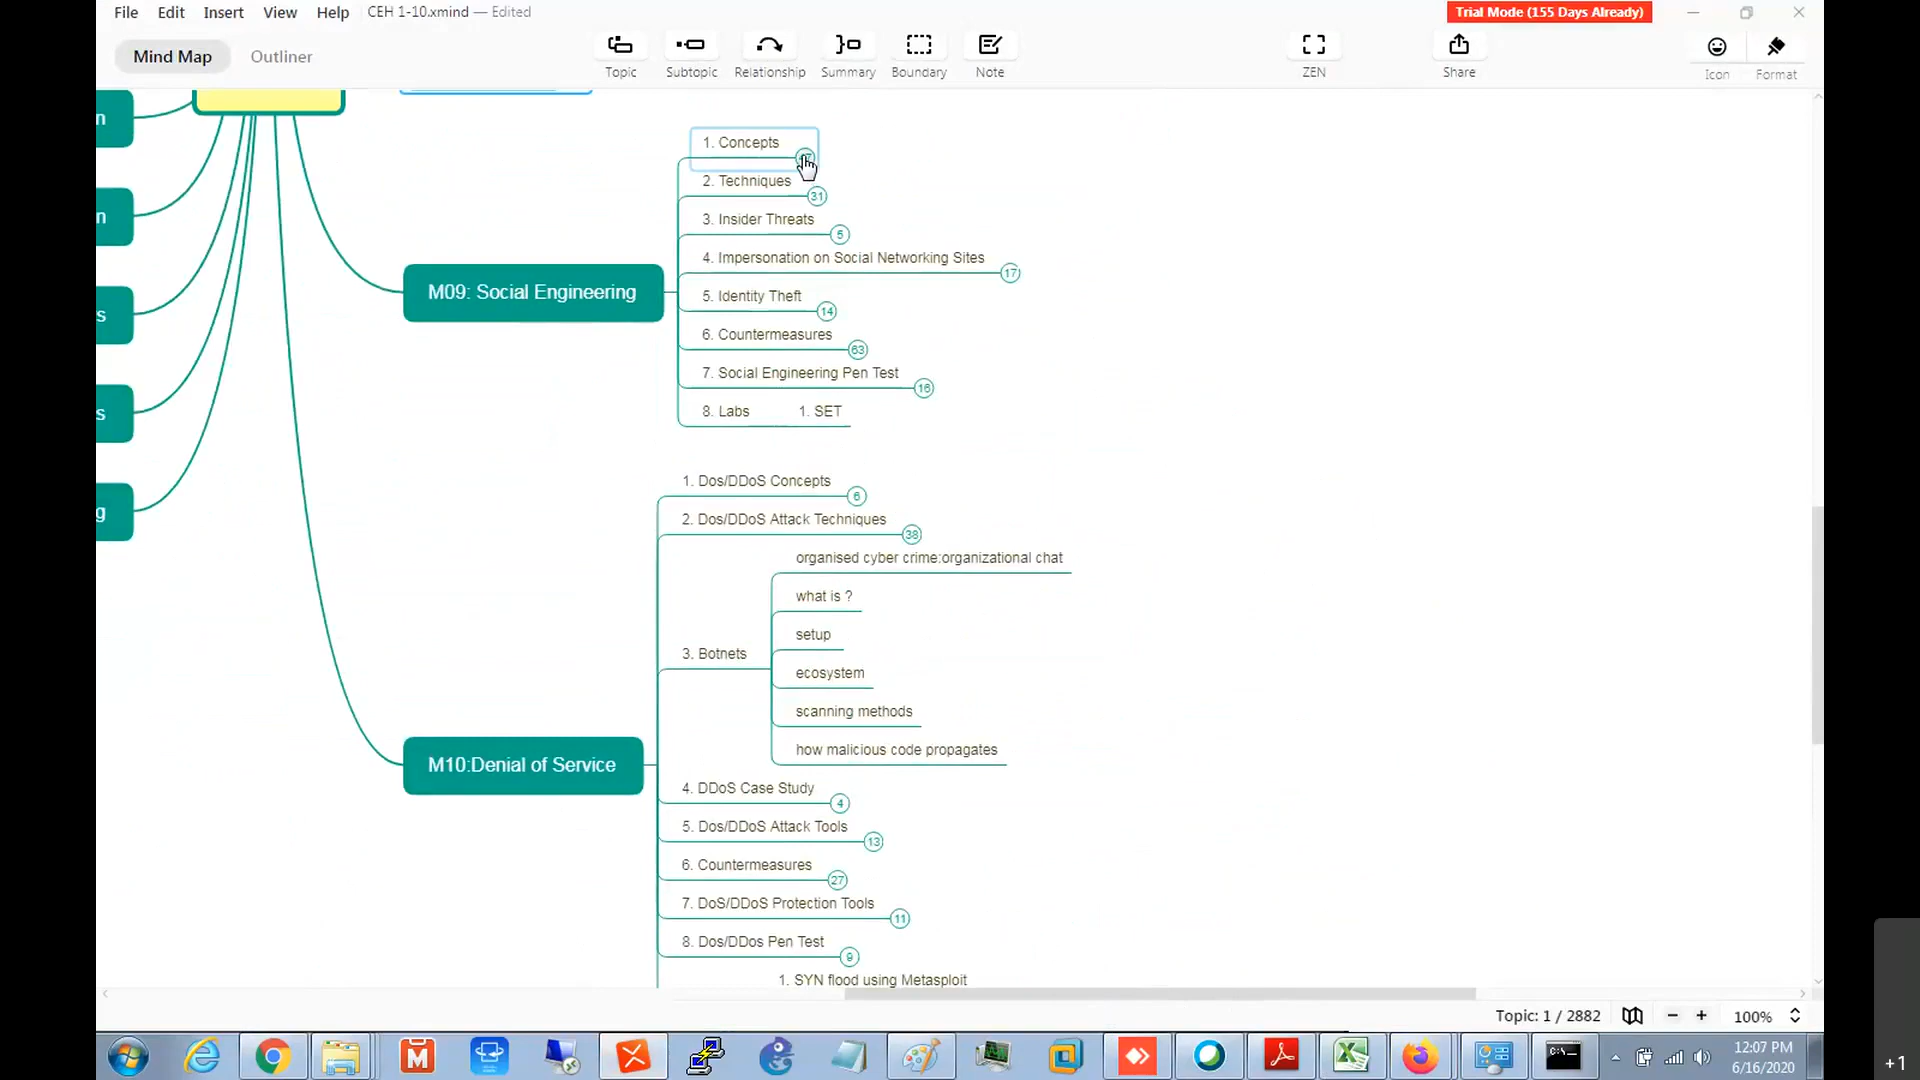 File Edit Insert View Help CEH 1-10.xmind — Edited
Trial Mode (155 Days Already)
Mind Map Outliner
Topic Subtopic Relationship Summary Boundary Note ZEN Share Icon Format
n
n
s
s
g
M09: Social Engineering
1. Concepts
2. Techniques
31
3. Insider Threats
5
4. Impersonation on Social Networking Sites
17
5. Identity Theft
14
6. Countermeasures
63
7. Social Engineering Pen Test
16
8. Labs 1. SET
M10:Denial of Service
1. Dos/DDoS Concepts
6
2. Dos/DDoS Attack Techniques
38
3. Botnets
organised cyber crime:organizational chat
what is ?
setup
ecosystem
scanning methods
how malicious code propagates
4. DDoS Case Study
4
5. Dos/DDoS Attack Tools
13
6. Countermeasures
27
7. DoS/DDoS Protection Tools
11
8. Dos/DDos Pen Test
9
1. SYN flood using Metasploit
Topic: 1 / 2882
100%
12:07 PM
6/16/2020
+1